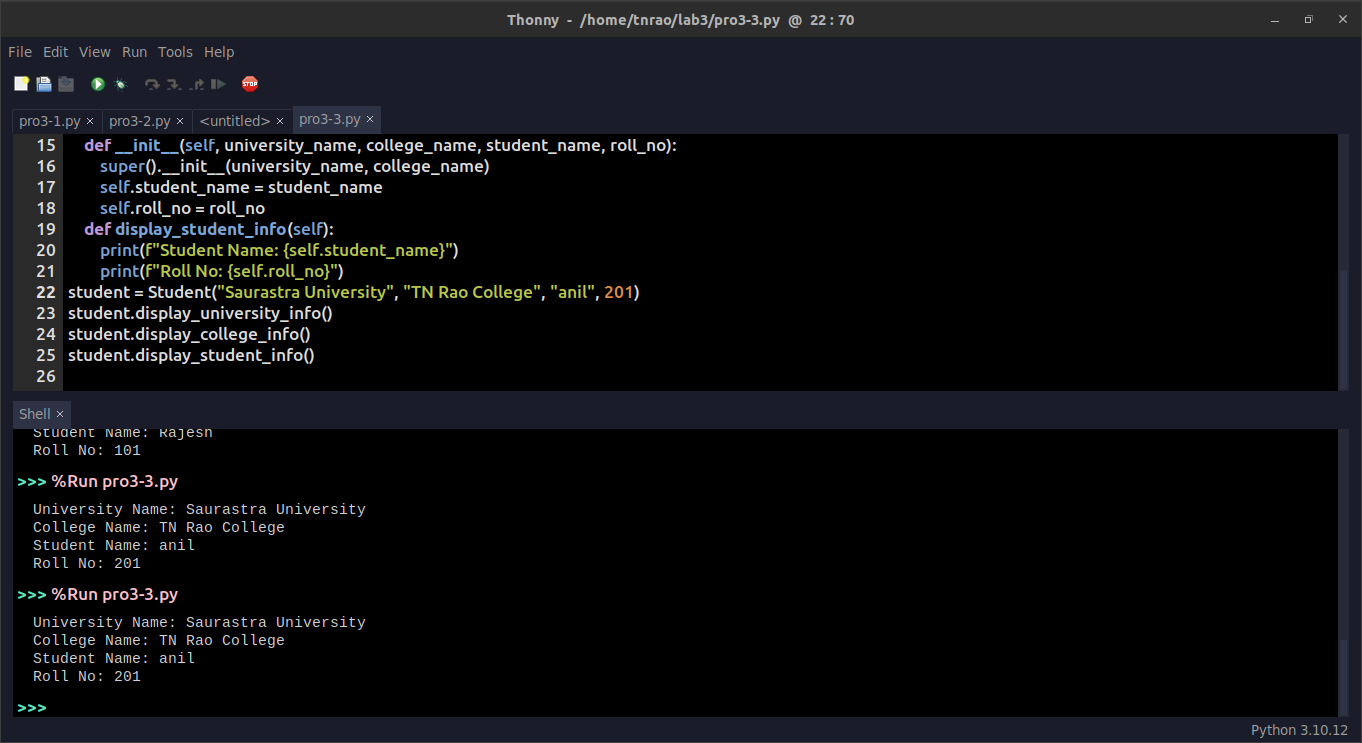 Thonny - /home/tnrao/lab3/pro3-3.py @ 22 : 70
File Edit View Run Tools Help
STOP
pro3-1.py × pro3-2.py × <untitled> × pro3-3.py ×
15 def __init__(self, university_name, college_name, student_name, roll_no):
16 super().__init__(university_name, college_name)
17 self.student_name = student_name
18 self.roll_no = roll_no
19 def display_student_info(self):
20 print(f"Student Name: {self.student_name}")
21 print(f"Roll No: {self.roll_no}")
22 student = Student("Saurastra University", "TN Rao College", "anil", 201)
23 student.display_university_info()
24 student.display_college_info()
25 student.display_student_info()
26
Shell ×
Student Name: Rajesh
Roll No: 101
>>> %Run pro3-3.py
University Name: Saurastra University
College Name: TN Rao College
Student Name: anil
Roll No: 201
>>> %Run pro3-3.py
University Name: Saurastra University
College Name: TN Rao College
Student Name: anil
Roll No: 201
>>>
Python 3.10.12